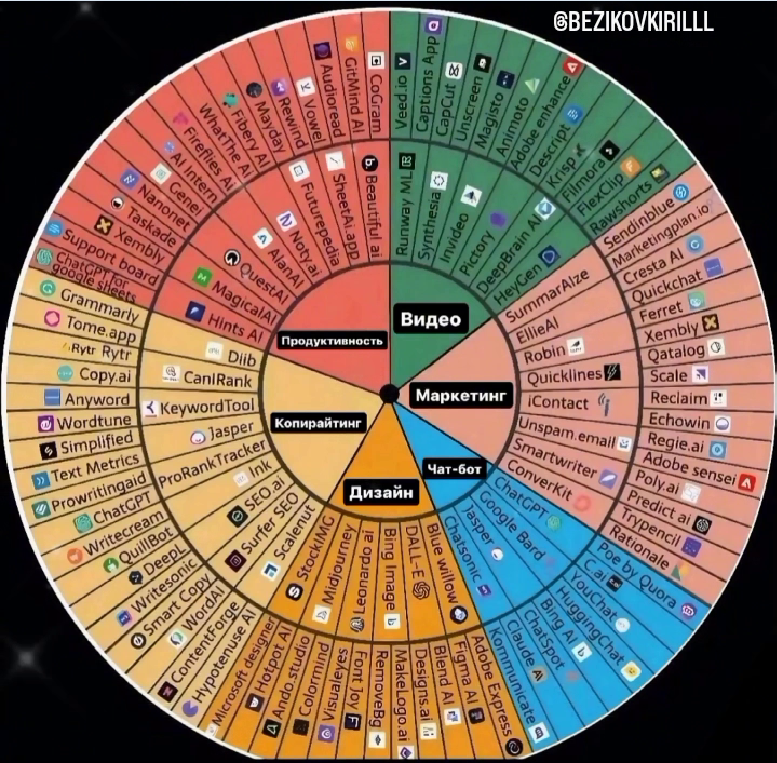 @BEZIKOVKIRILLL
Видео
Маркетинг
Чат-бот
Дизайн
Копирайтинг
Продуктивность
Runway ML
Synthesia
Invideo
Pictory
DeepBrain AI
HeyGen
Veed.io
Captions App
CapCut
Unscreen
Magisto
Animoto
Adobe enhance
Descript
Krisp
Filmora
FlexClip
Rawshorts
SummarAIze
EllieAI
Robin
Quicklines
iContact
Unspam.email
Smartwriter
ConverKit
Sendinblue
Marketingplan.io
Cresta AI
Quickchat
Ferret
Xembly
Qatalog
Scale
Reclaim
Echowin
Regie.ai
Adobe sensei
Poly.ai
Predict ai
Trypencil
Rationale
ChatGPT
Google Bard
Jasper
Chatsonic
Poe by Quora
C.ai
YouChat
HuggingChat
Bing AI
ChatSpot
Claude
Kommunicate
Blue willow
DALL-E
Bing Image
Leonardo ai
Midjourney
StockIMG
Adobe Express
Figma AI
Blend AI
Designs.ai
MakeLogo.ai
RemoveBg
Font Joy
Visualeyes
Colormind
Ando studio
Hotpot AI
Microsoft designer
Scalenut
Surfer SEO
SEO.ai
Ink
ProRankTracker
Jasper
KeywordTool
CanIRank
Diib
Hypotenuse AI
ContentForge
WordAI
Smart Copy
Writesonic
DeepL
QuillBot
Writecream
ChatGPT
Prowritingaid
Text Metrics
Simplified
Wordtune
Anyword
Copy.ai
Rytr Rytr
Tome.app
Grammarly
Hints AI
MagicalAI
QuestAI
AlanAI
Notyai
Futurepedia
SheetAi.app
Beautiful ai
ChatGPT for
google sheets
Support board
Xembly
Taskade
Nanonet
Genei
AI Intern
Fireflies Ai
WhatThe Ai
Fibery AI
Mayday
Rewind
Vowel
Audioread
GitMind AI
CoGram